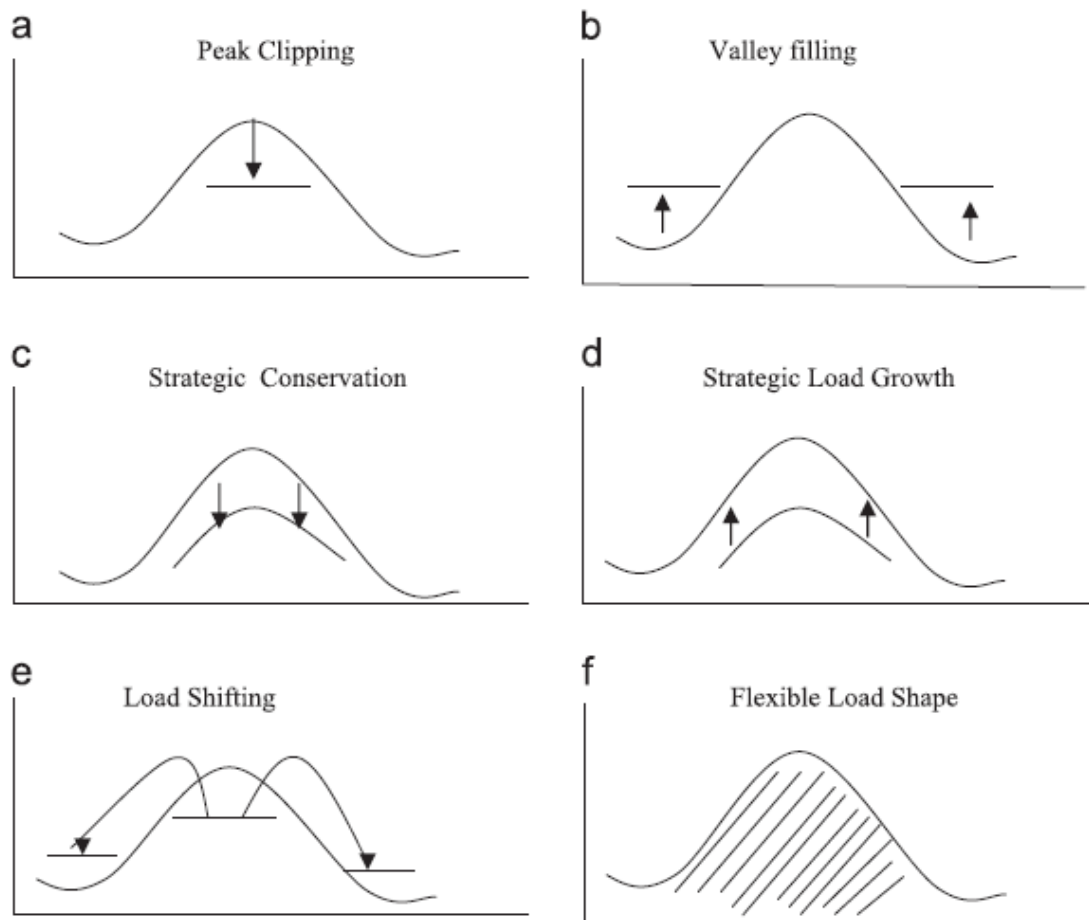 a
Peak Clipping
b
Valley filling
c
Strategic Conservation
d
Strategic Load Growth
e
Load Shifting
f
Flexible Load Shape